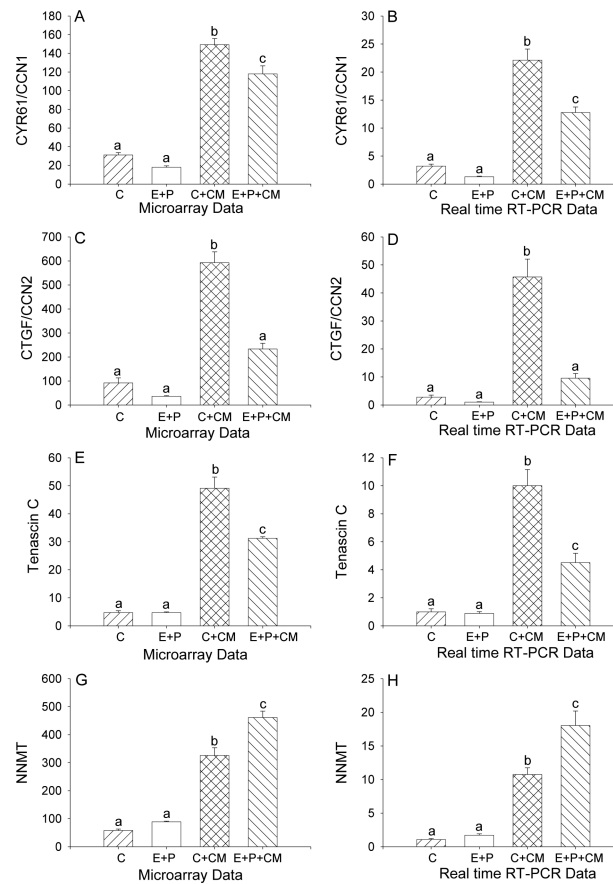 A
CYR61/CCN1
180
160
140
120
100
80
60
40
20
0
a
a
b
c
C E+P C+CM E+P+CM
Microarray Data
B
CYR61/CCN1
30
25
20
15
10
5
0
a
a
b
c
C E+P C+CM E+P+CM
Real time RT-PCR Data
C
CTGF/CCN2
700
600
500
400
300
200
100
0
a
a
b
a
C E+P C+CM E+P+CM
Microarray Data
D
CTGF/CCN2
60
50
40
30
20
10
0
a
a
b
a
C E+P C+CM E+P+CM
Real time RT-PCR Data
E
Tenascin C
60
50
40
30
20
10
0
a
a
b
c
C E+P C+CM E+P+CM
Microarray Data
F
Tenascin C
12
10
8
6
4
2
0
a
a
b
c
C E+P C+CM E+P+CM
Real time RT-PCR Data
G
NNMT
600
500
400
300
200
100
0
a
a
b
c
C E+P C+CM E+P+CM
Microarray Data
H
NNMT
25
20
15
10
5
0
a
a
b
c
C E+P C+CM E+P+CM
Real time RT-PCR Data